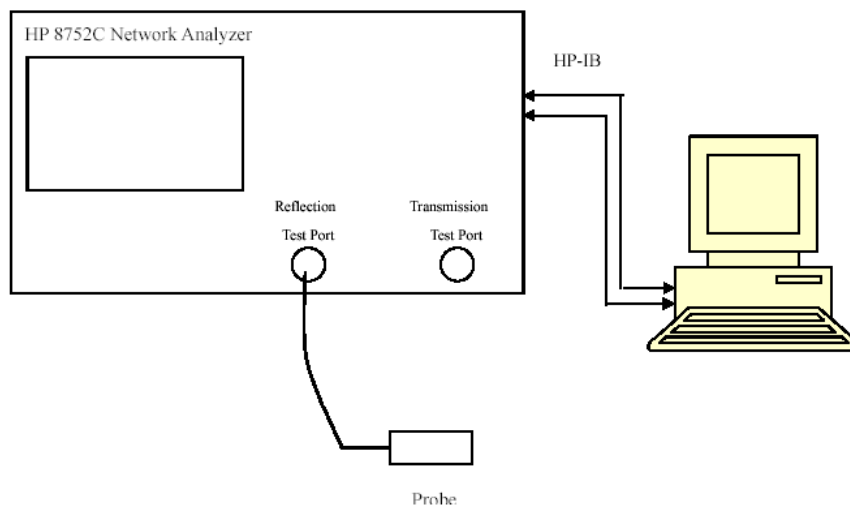 HP 8752C Network Analyzer
HP-IB
Reflection
Test Port
Transmission
Test Port
Probe